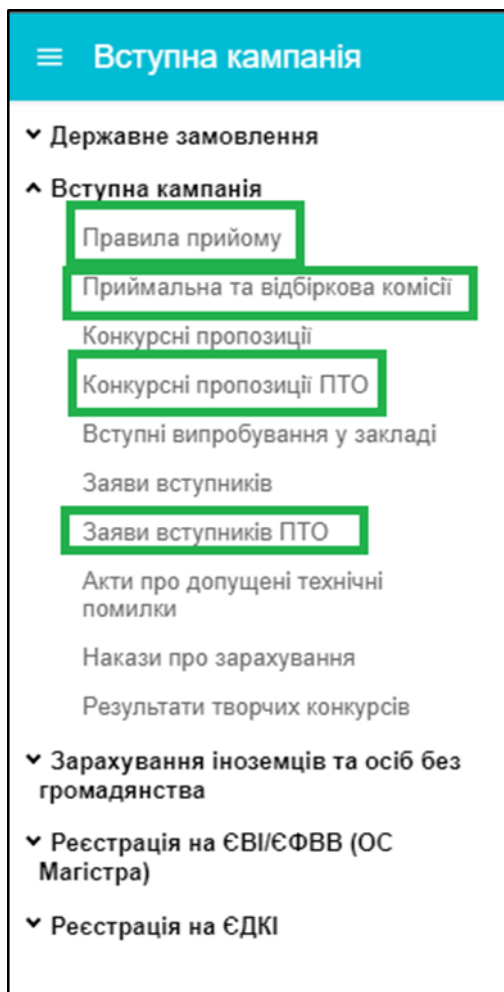 Вступна кампанія
Державне замовлення
Вступна кампанія
Правила прийому
Приймальна та відбіркова комісії
Конкурсні пропозиції
Конкурсні пропозиції ПТО
Вступні випробування у закладі
Заяви вступників
Заяви вступників ПТО
Акти про допущені технічні
помилки
Накази про зарахування
Результати творчих конкурсів
Зарахування іноземців та осіб без
громадянства
Реєстрація на ЄВІ/ЄФВВ (ОС
Магістра)
Реєстрація на ЄДКІ